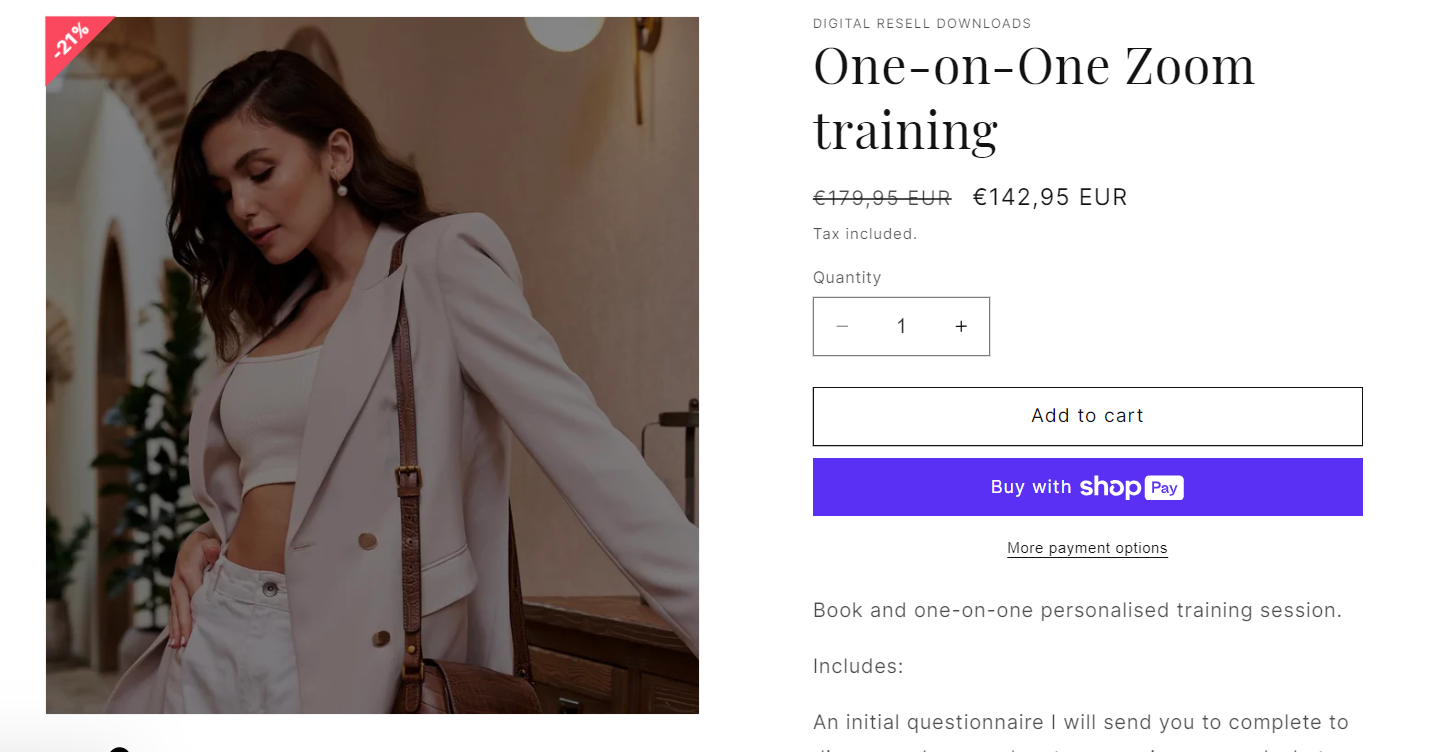 -21%
DIGITAL RESELL DOWNLOADS
One-on-One Zoom
training
€179,95 EUR €142,95 EUR
Tax included.
Quantity
− 1 +
Add to cart
Buy with shop Pay
More payment options
Book and one-on-one personalised training session.
Includes:
An initial questionnaire I will send you to complete to